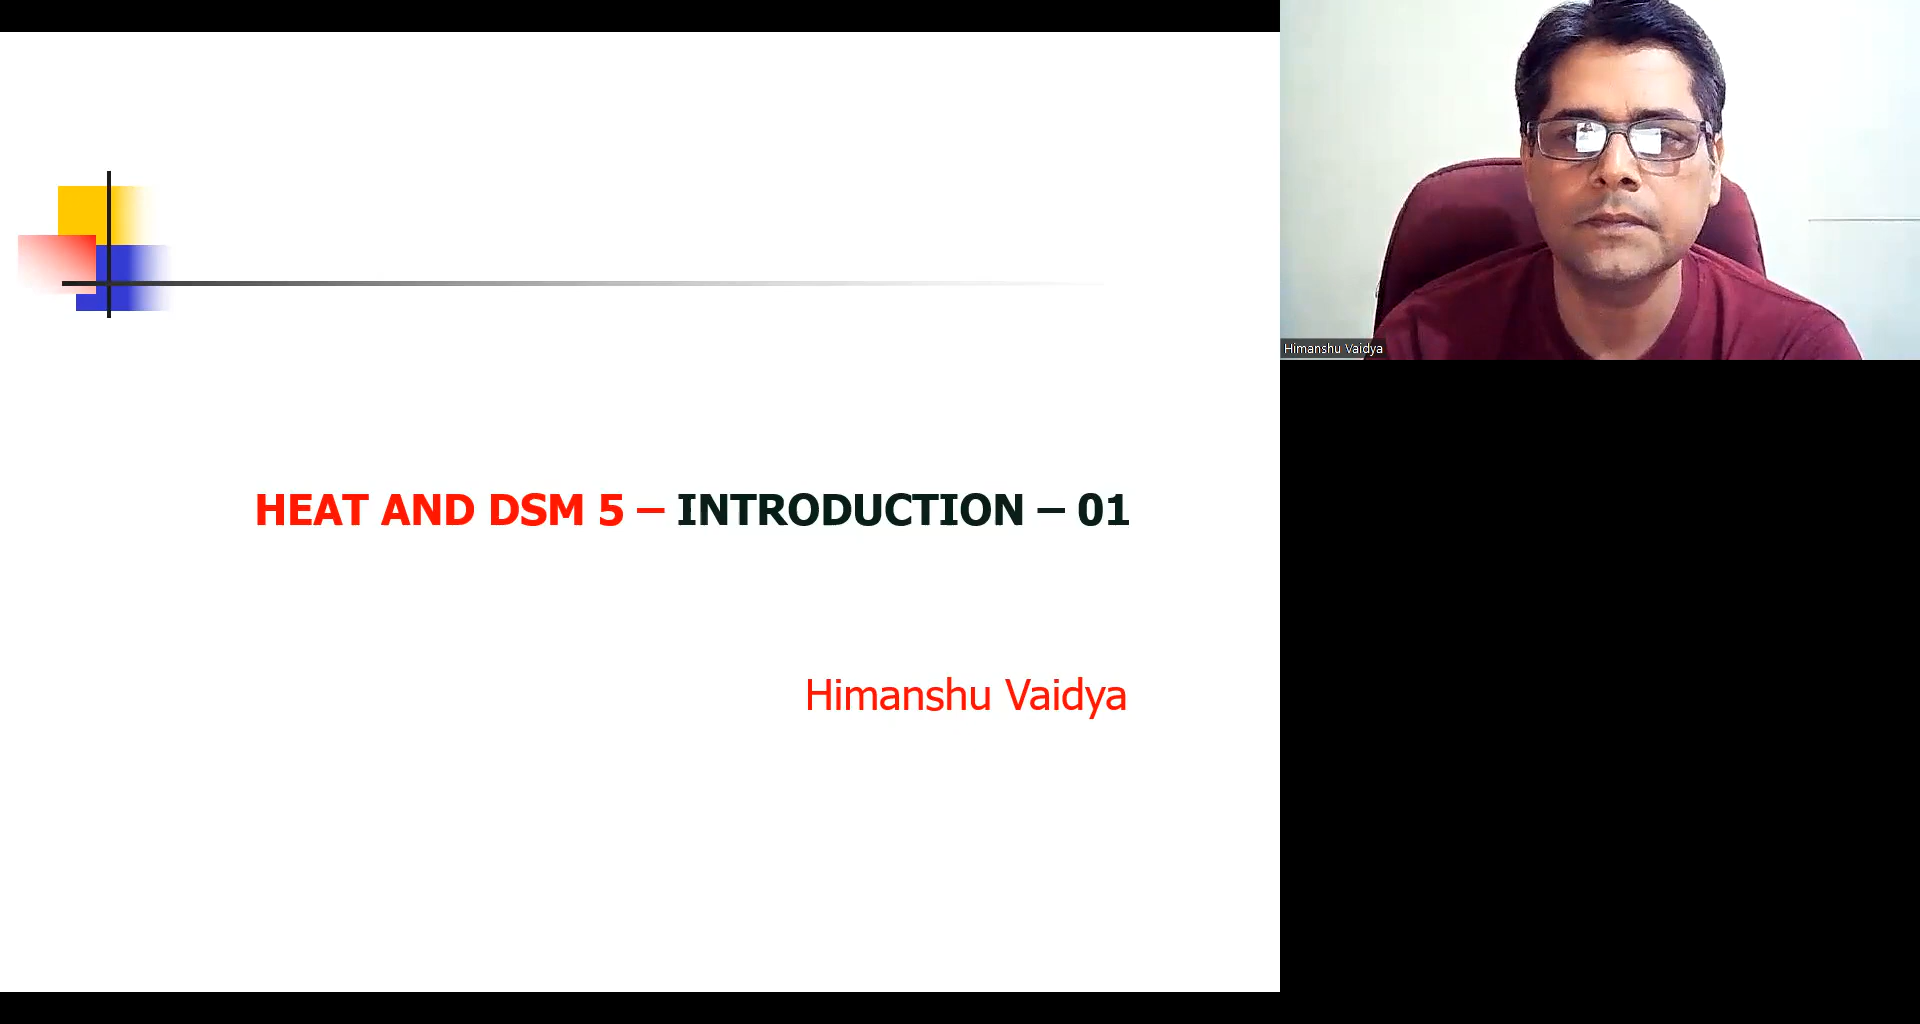 HEAT AND DSM 5 – INTRODUCTION – 01
Himanshu Vaidya
Himanshu Vaidya